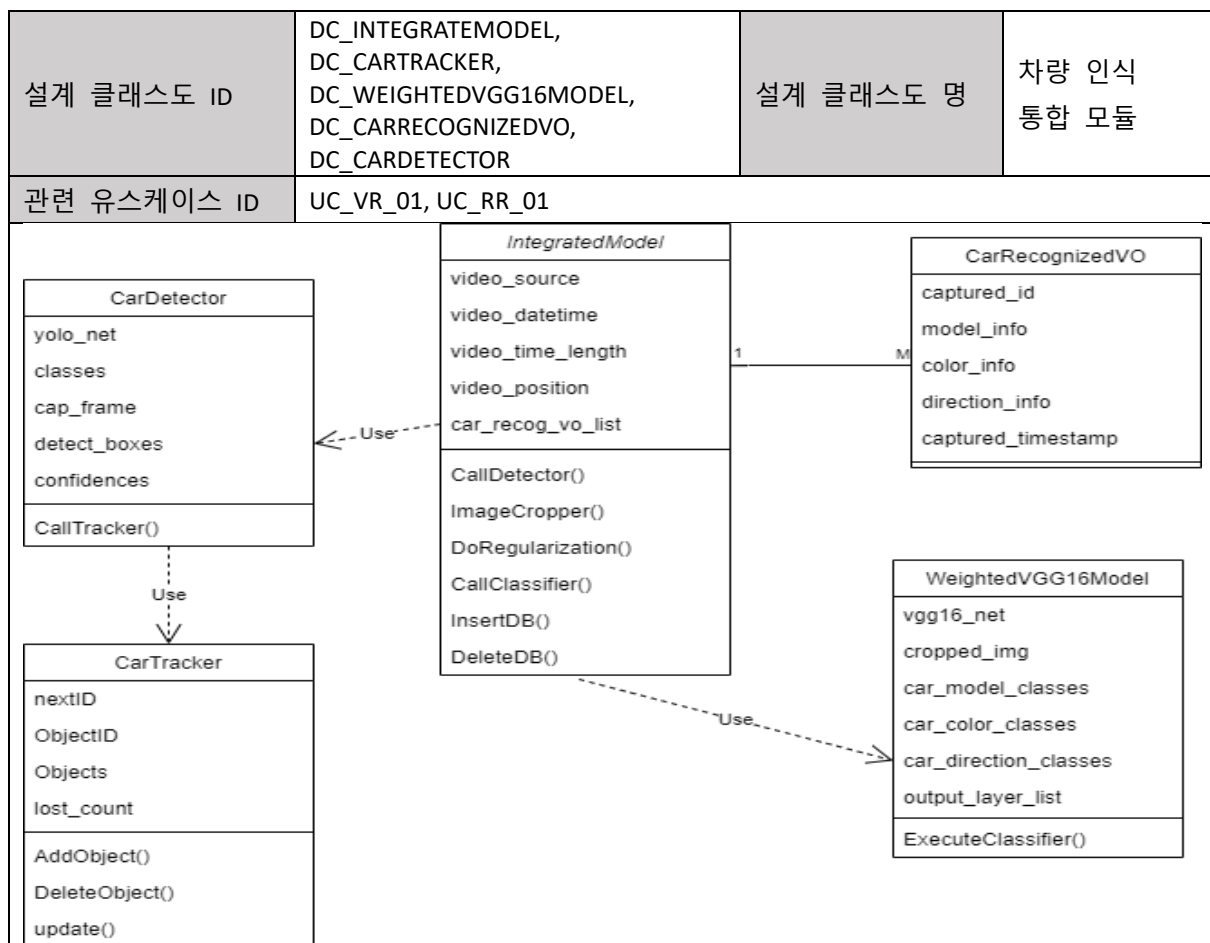 설계 클래스도 ID
DC_INTEGRATEMODEL,
DC_CARTRACKER,
DC_WEIGHTEDVGG16MODEL,
DC_CARRECOGNIZEDVO,
DC_CARDETECTOR
설계 클래스도 명
차량 인식
통합 모듈
관련 유스케이스 ID
UC_VR_01, UC_RR_01
CarDetector
yolo_net
classes
cap_frame
detect_boxes
confidences
CallTracker()
Use
CarTracker
nextID
ObjectID
Objects
lost_count
AddObject()
DeleteObject()
update()
Use
IntegratedModel
video_source
video_datetime
video_time_length
video_position
car_recog_vo_list
CallDetector()
ImageCropper()
DoRegularization()
CallClassifier()
InsertDB()
DeleteDB()
1
M
CarRecognizedVO
captured_id
model_info
color_info
direction_info
captured_timestamp
Use
WeightedVGG16Model
vgg16_net
cropped_img
car_model_classes
car_color_classes
car_direction_classes
output_layer_list
ExecuteClassifier()